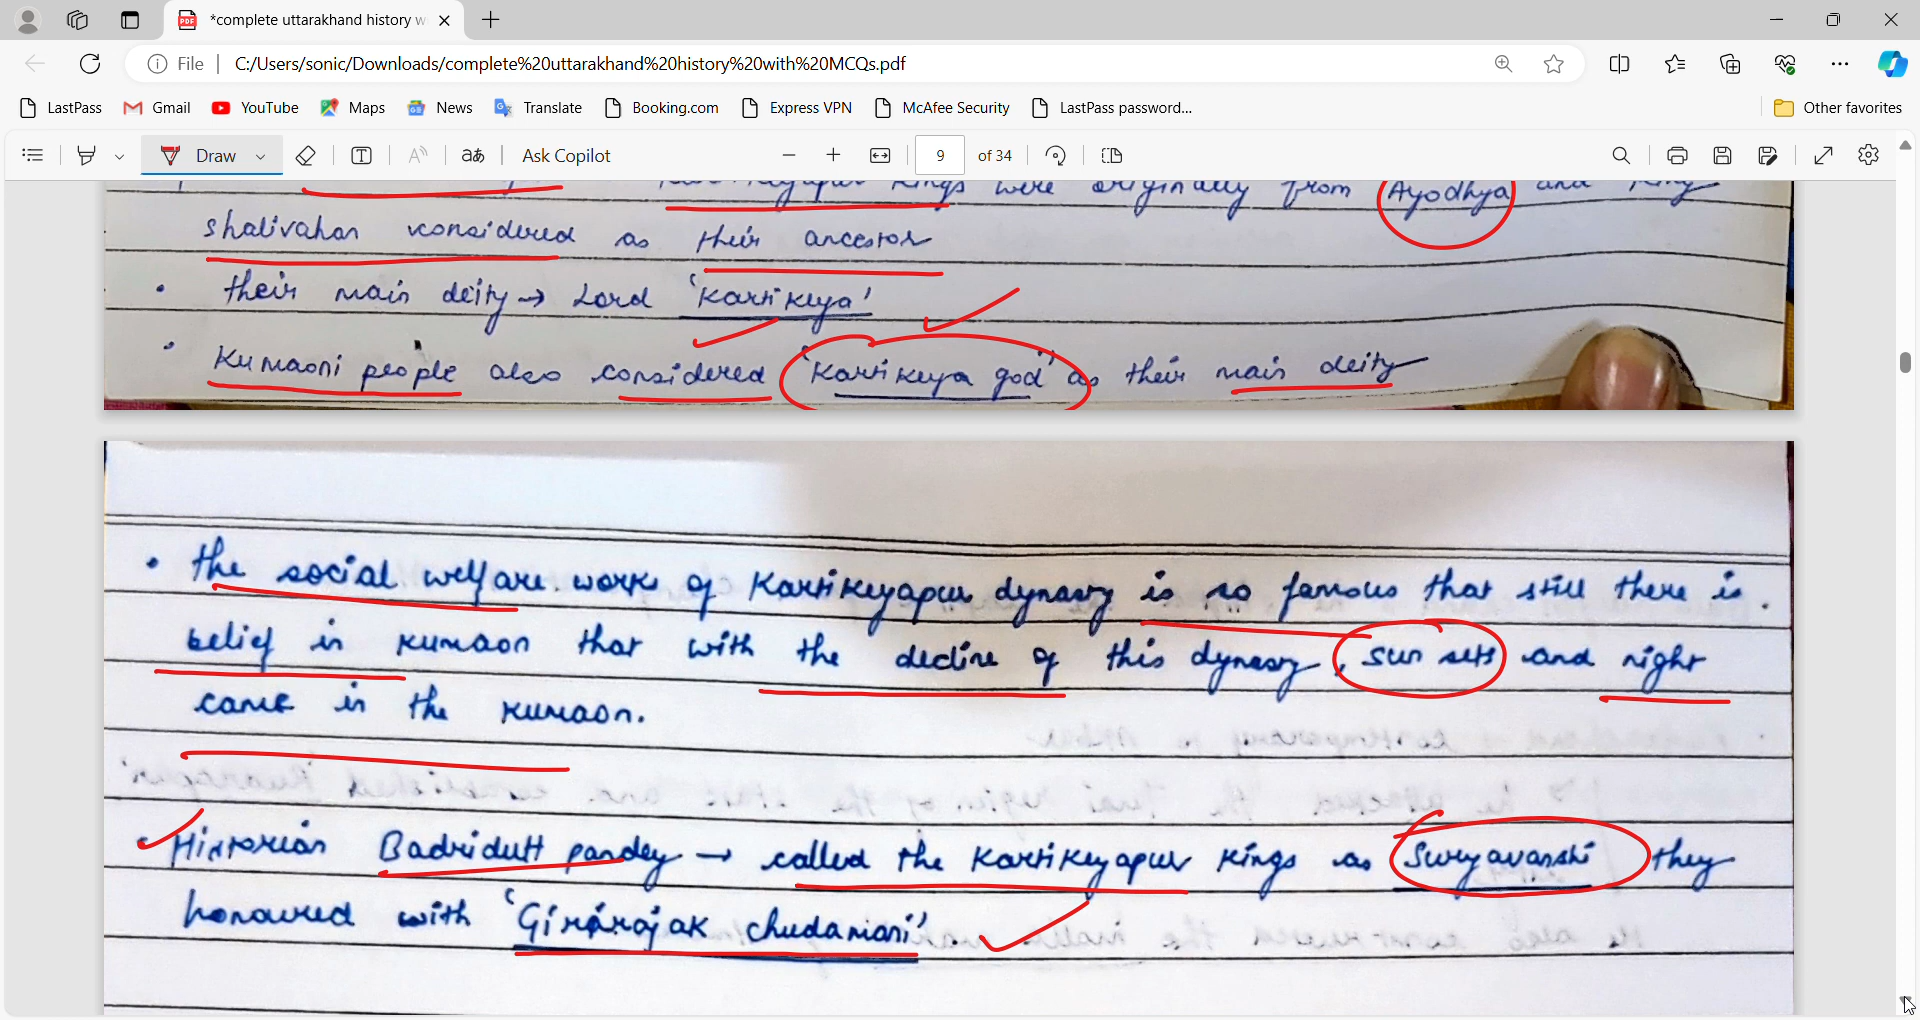 *complete uttarakhand history w
File
C:/Users/sonic/Downloads/complete%20uttarakhand%20history%20with%20MCQs.pdf
LastPass
Gmail
YouTube
Maps
News
Translate
Booking.com
Express VPN
McAfee Security
LastPass password...
Other favorites
Draw
Ask Copilot
9
of 34
kings were originally from Ayodhya and King
shalivahan considered as their ancestor
• their main deity → Lord 'Kartikeya'
• Kumaoni people also considered 'Kartikeya god' as their main deity
• the social welfare work of Kartikeyapur dynasty is so famous that still there is
belief in Kumaon that with the decline of this dynasty, sun sets and night
came in the Kumaon.
Historian Badridutt pandey → called the Kartikeyapur kings as Suryavanshi they
honoured with 'Girirajak chudamani'.